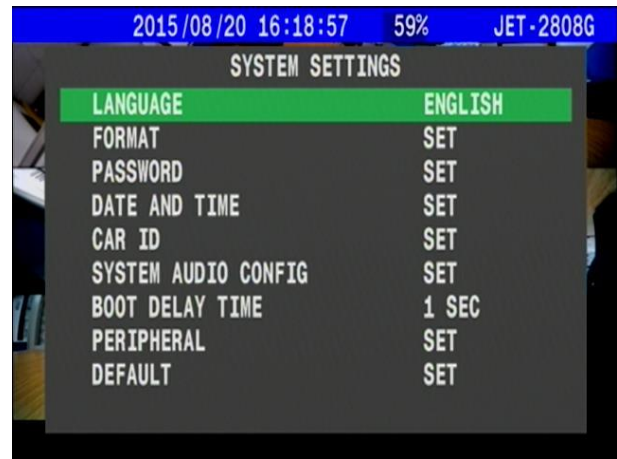 2015/08/20 16:18:57 59% JET-2808G
SYSTEM SETTINGS
LANGUAGE ENGLISH
FORMAT SET
PASSWORD SET
DATE AND TIME SET
CAR ID SET
SYSTEM AUDIO CONFIG SET
BOOT DELAY TIME 1 SEC
PERIPHERAL SET
DEFAULT SET